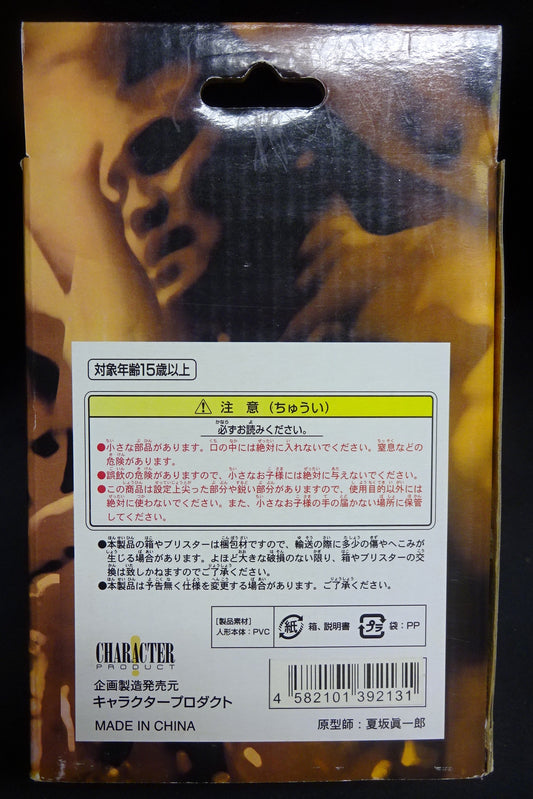 対象年齢15歳以上
⚠ 注意（ちゅうい）
必ずお読みください。
●小さな部品があります。口の中には絶対に入れないでください。窒息などの
危険があります。
●誤飲の危険がありますので、小さなお子様には絶対に与えないでください。
●この商品は設定上尖った部分や鋭い部分がありますので、使用目的以外には
絶対に使わないでください。また、小さなお子様の手の届かない場所に保管
してください。
●本製品の箱やブリスターは梱包材ですので、輸送の際に多少の傷やへこみが
生じる場合があります。よほど大きな破損のない限り、箱やブリスターの交
換は致しかねますのでご了承ください。
●本製品は予告無く仕様を変更する場合があります。ご了承ください。
[製品素材]
人形本体：PVC
紙 箱、説明書
プラ 袋：PP
CHARACTER
PRODUCT
企画製造発売元
キャラクタープロダクト
MADE IN CHINA
4 582101 392131
原型師：夏坂眞一郎